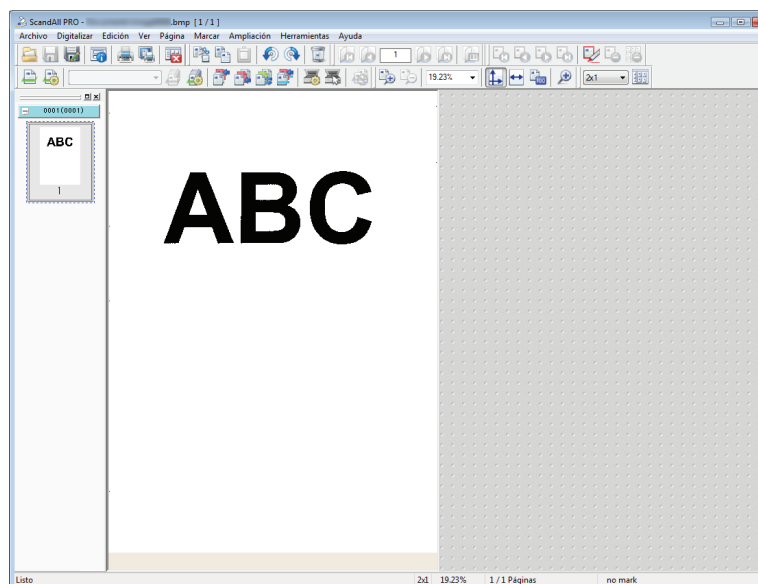 ScandAll PRO - .bmp [1 / 1]
Archivo Digitalizar Edición Ver Página Marcar Ampliación Herramientas Ayuda
1
19.23% 2x1
0001(0001)
ABC
1
ABC
Listo 2x1 19.23% 1 / 1 Páginas no mark